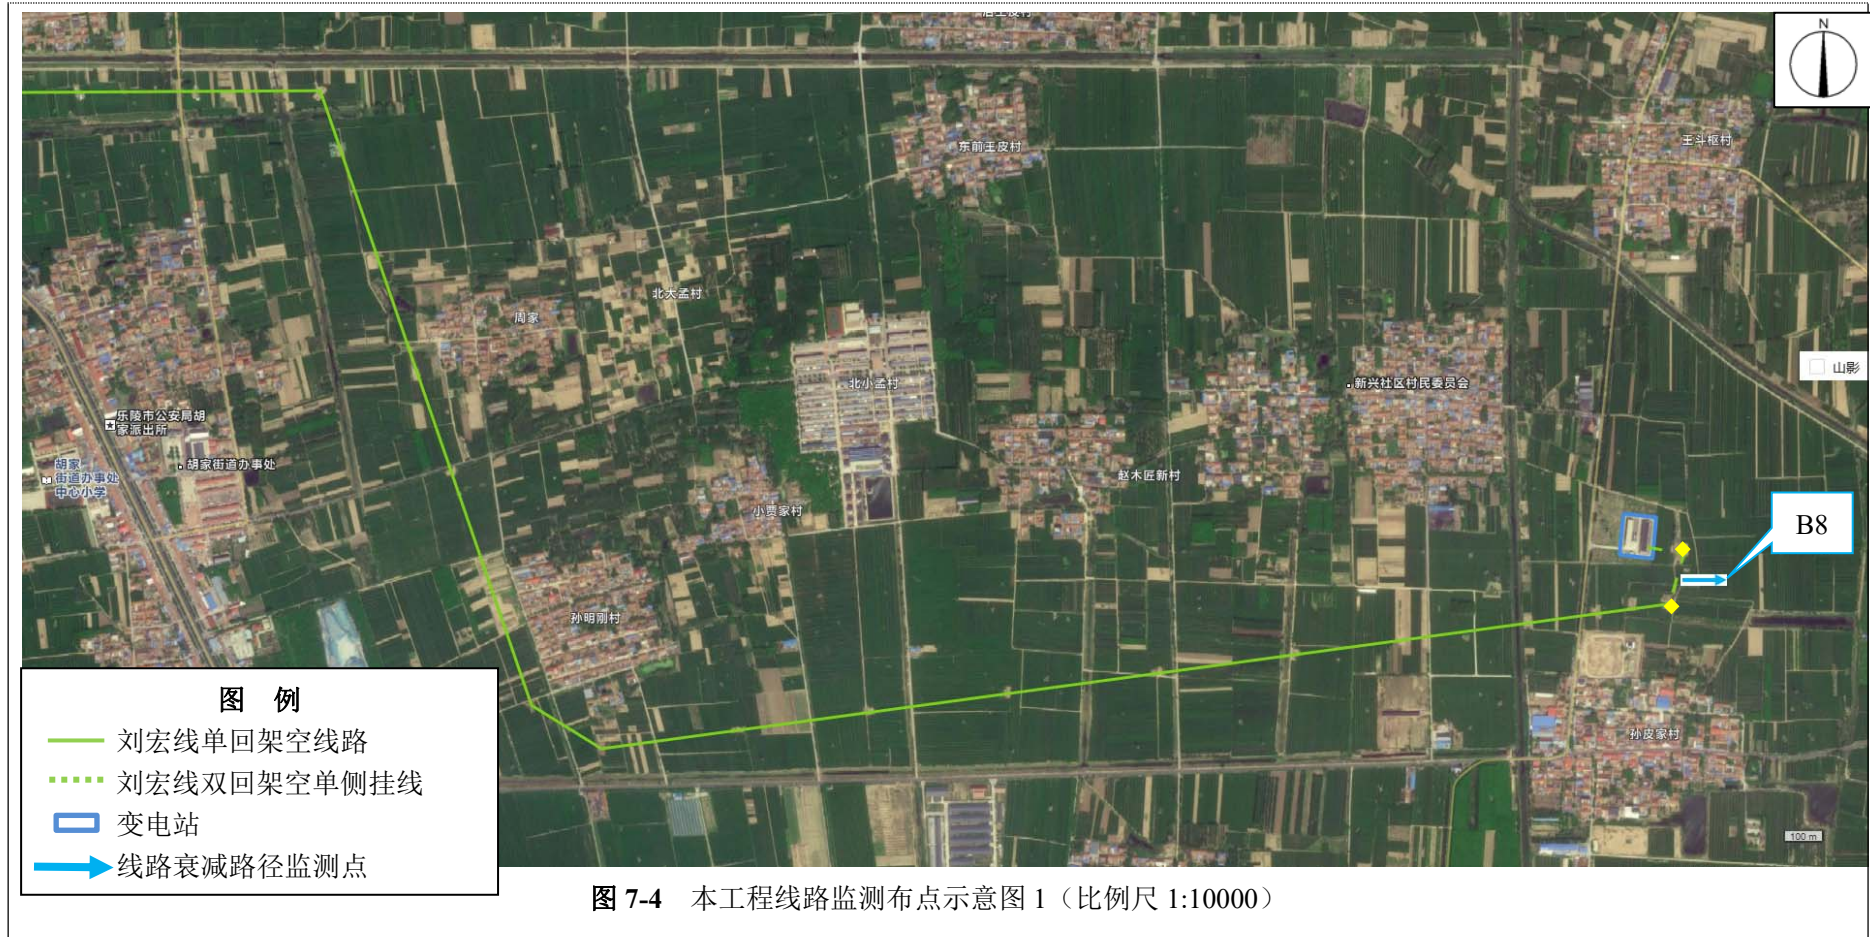 N
东前王皮村
王斗枢村
北大孟村
周家
山影
北小孟村
新兴社区村民委员会
乐陵市公安局胡
家派出所
胡家街道办事处
胡家
街道办事处
中心小学
赵木匠新村
小贾家村
B8
孙明刚村
孙皮家村
100 m
图 例
刘宏线单回架空线路
刘宏线双回架空单侧挂线
变电站
线路衰减路径监测点
图 7-4 本工程线路监测布点示意图 1（比例尺 1:10000）